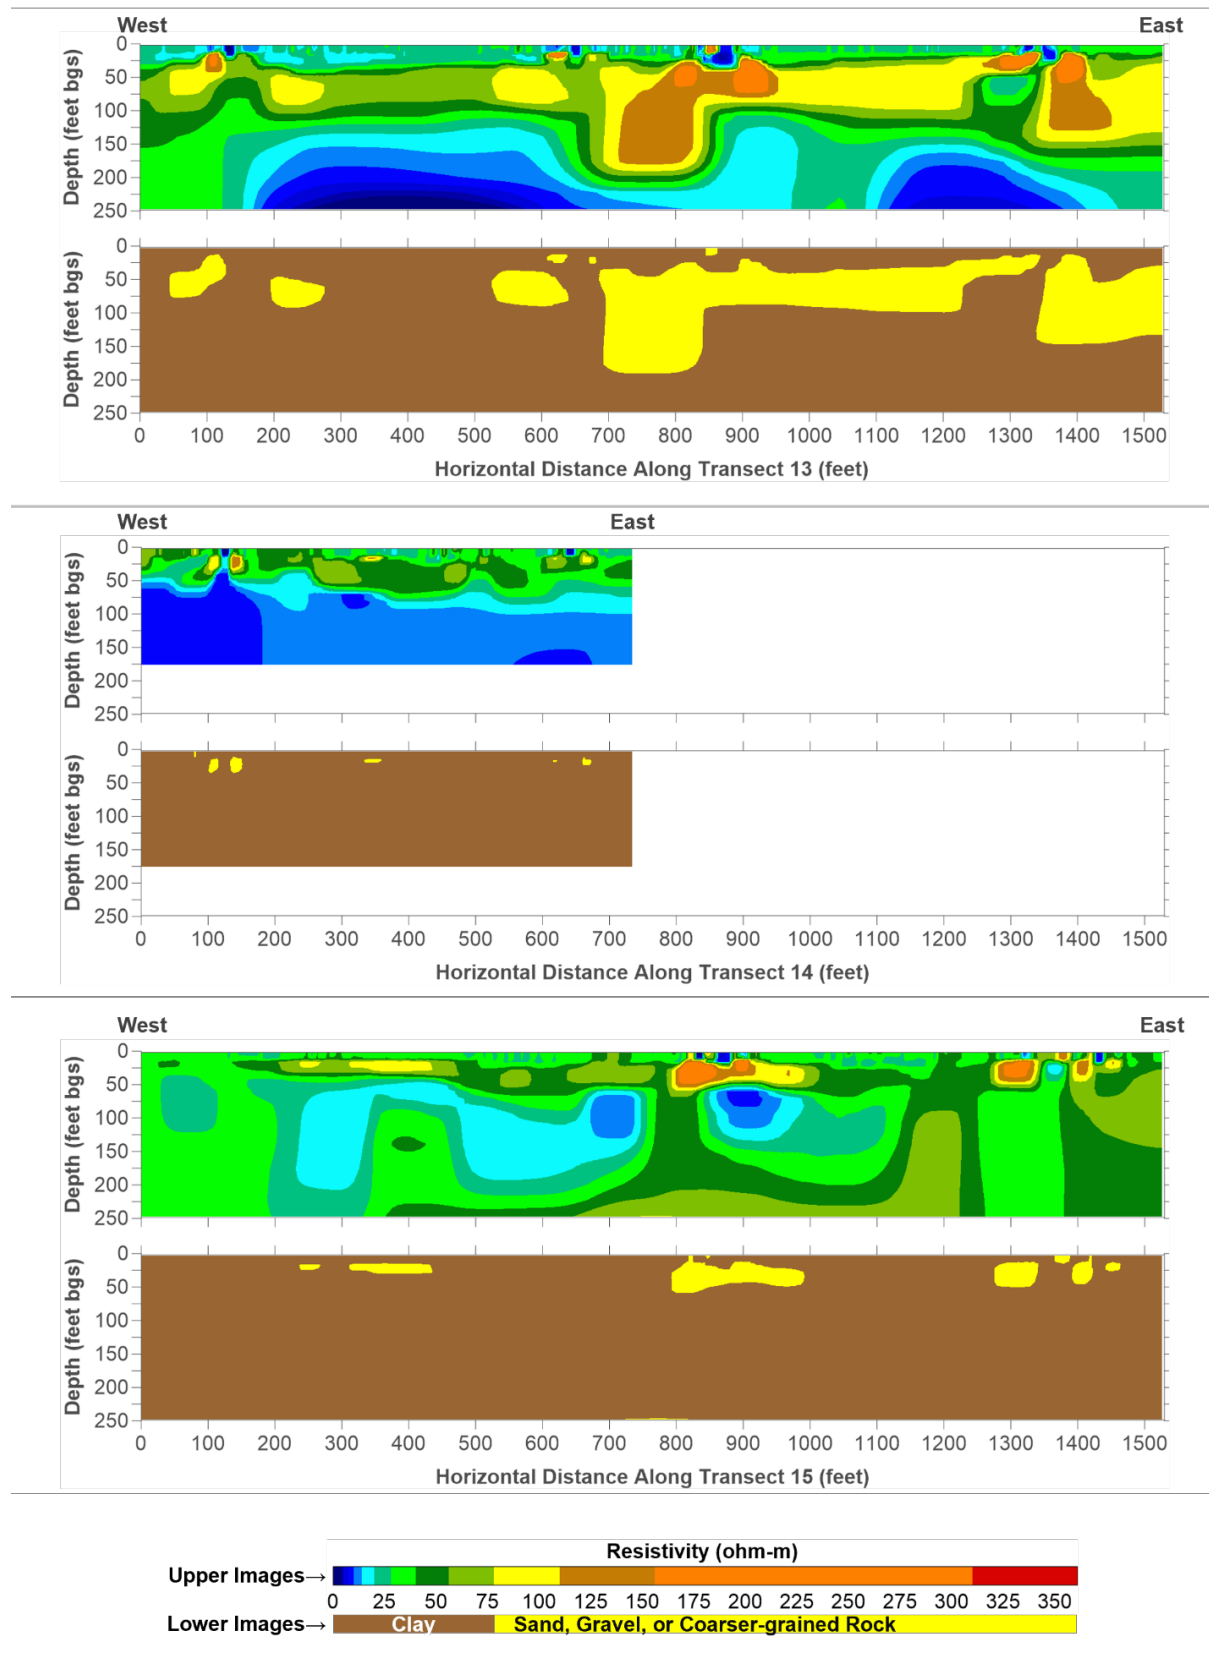 West East
Depth (feet bgs)
0
50
100
150
200
250
Depth (feet bgs)
0
50
100
150
200
250
0 100 200 300 400 500 600 700 800 900 1000 1100 1200 1300 1400 1500
Horizontal Distance Along Transect 13 (feet)
West East
Depth (feet bgs)
0
50
100
150
200
250
Depth (feet bgs)
0
50
100
150
200
250
0 100 200 300 400 500 600 700 800 900 1000 1100 1200 1300 1400 1500
Horizontal Distance Along Transect 14 (feet)
West East
Depth (feet bgs)
0
50
100
150
200
250
Depth (feet bgs)
0
50
100
150
200
250
0 100 200 300 400 500 600 700 800 900 1000 1100 1200 1300 1400 1500
Horizontal Distance Along Transect 15 (feet)
Resistivity (ohm-m)
Upper Images→
0 25 50 75 100 125 150 175 200 225 250 275 300 325 350
Lower Images→ Clay Sand, Gravel, or Coarser-grained Rock